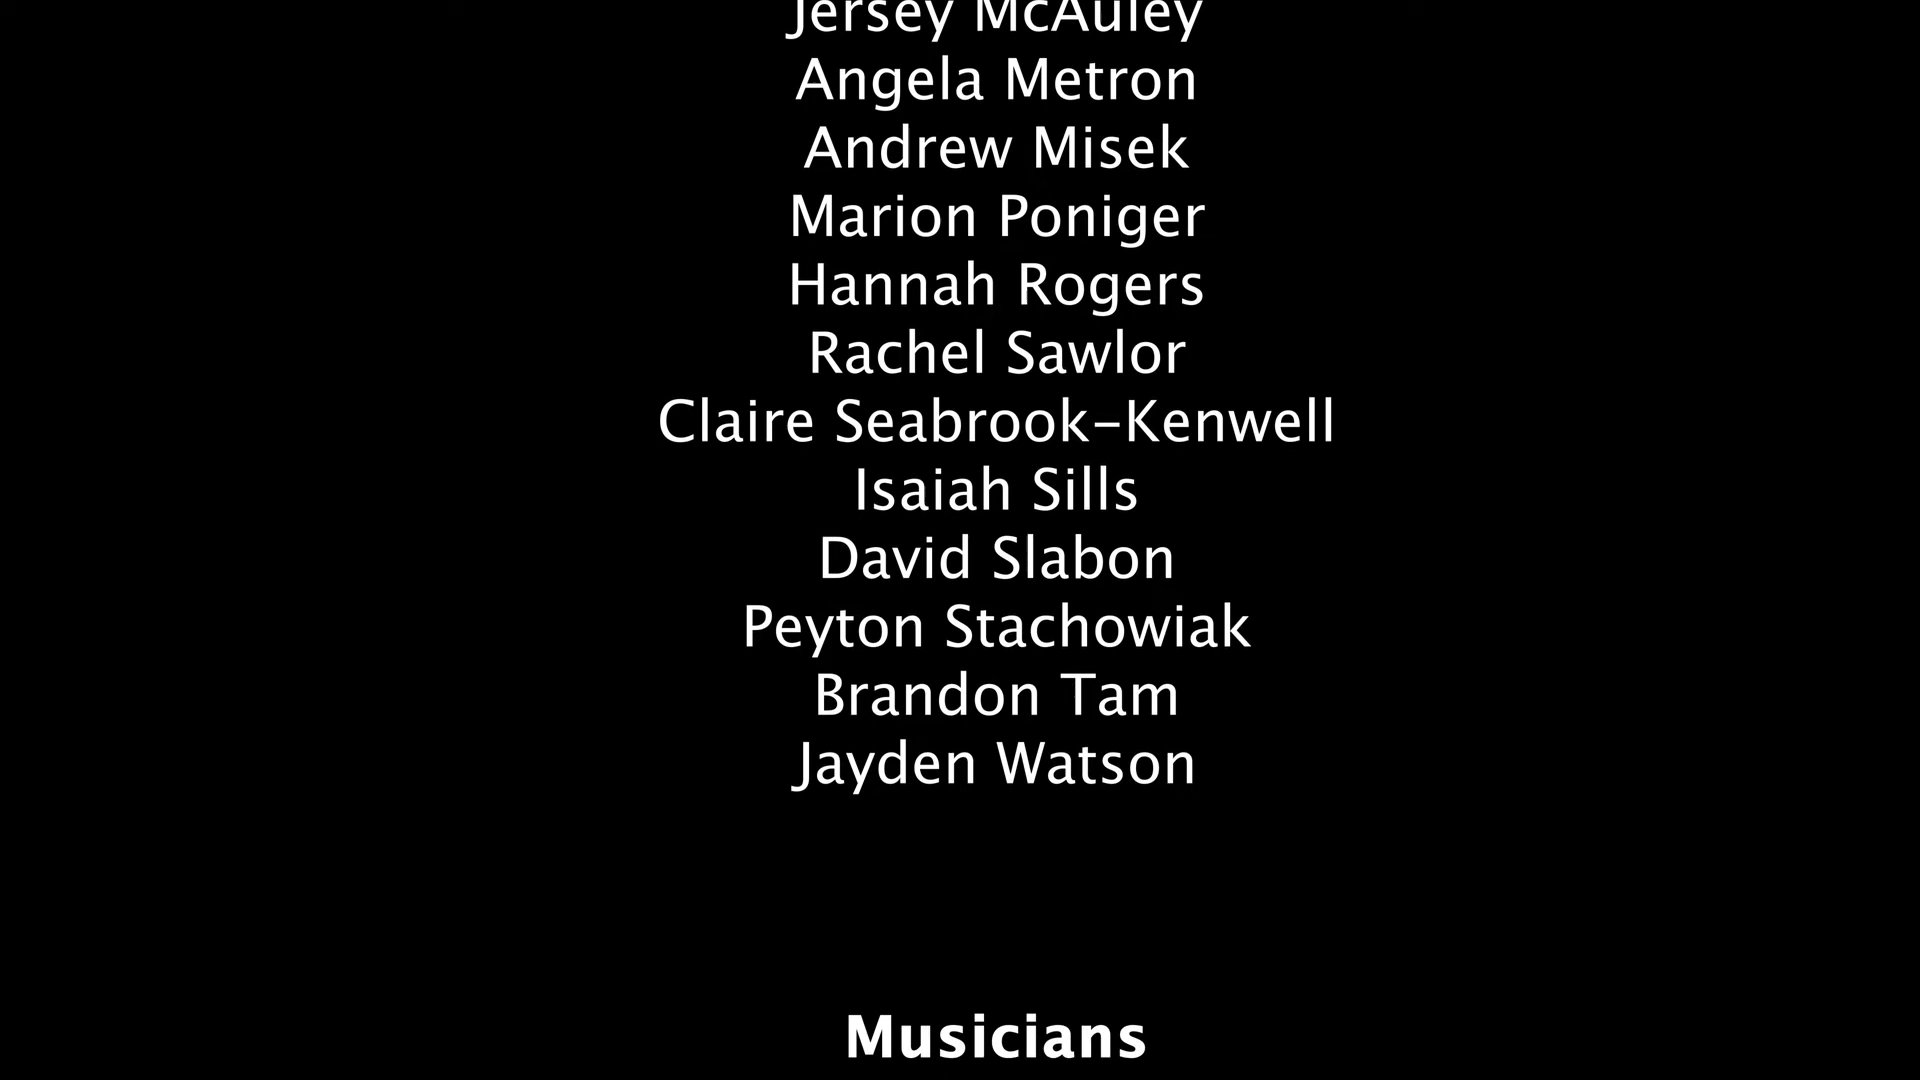 Jersey McAuley
Angela Metron
Andrew Misek
Marion Poniger
Hannah Rogers
Rachel Sawlor
Claire Seabrook-Kenwell
Isaiah Sills
David Slabon
Peyton Stachowiak
Brandon Tam
Jayden Watson
Musicians